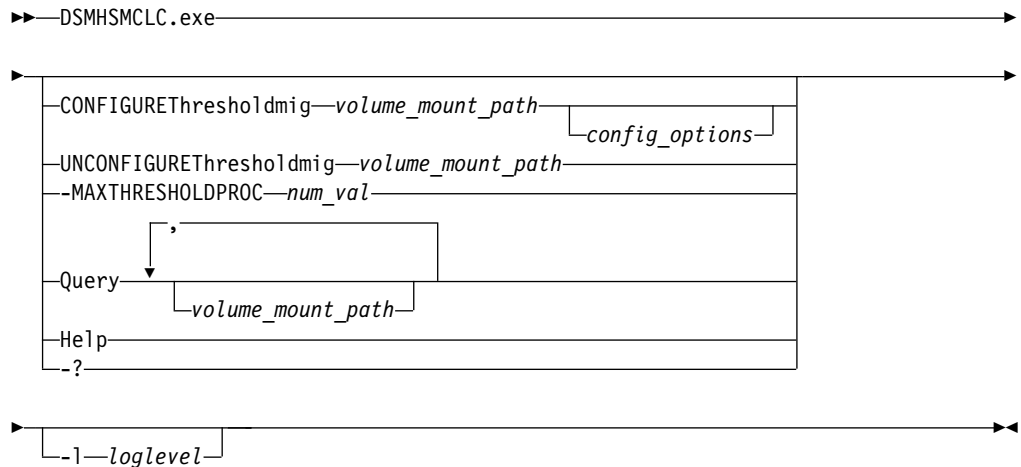 DSMHSMCLC.exe
CONFIGUREThresholdmig volume_mount_path
config_options
UNCONFIGUREThresholdmig volume_mount_path
-MAXTHRESHOLDPROC num_val
,
Query
volume_mount_path
Help
-?
-l loglevel